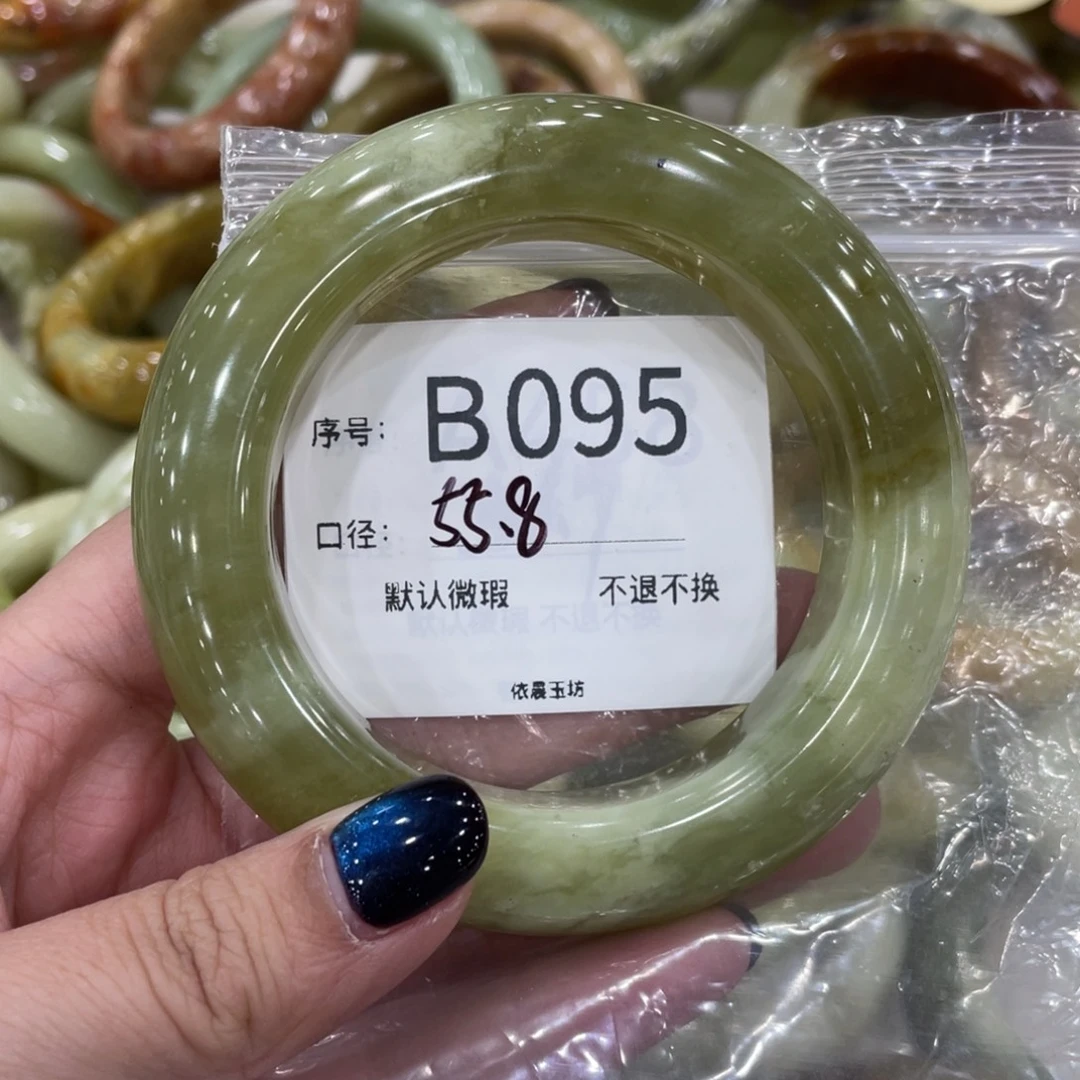 序号: B095
口径: 55.8
默认微瑕 不退不换
依晨玉坊